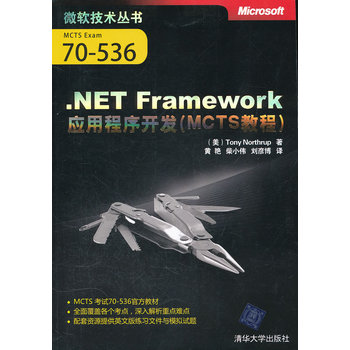 微软技术丛书
Microsoft
MCTS Exam
70-536
.NET Framework
应用程序开发(MCTS教程)
(美) Tony Northrup 著
黄 艳 柴小伟 刘彦博 译
•MCTS 考试70-536官方教材
•全面覆盖各个考点,深入解析重点难点
•配套资源提供英文版练习文件与模拟试题
清华大学出版社